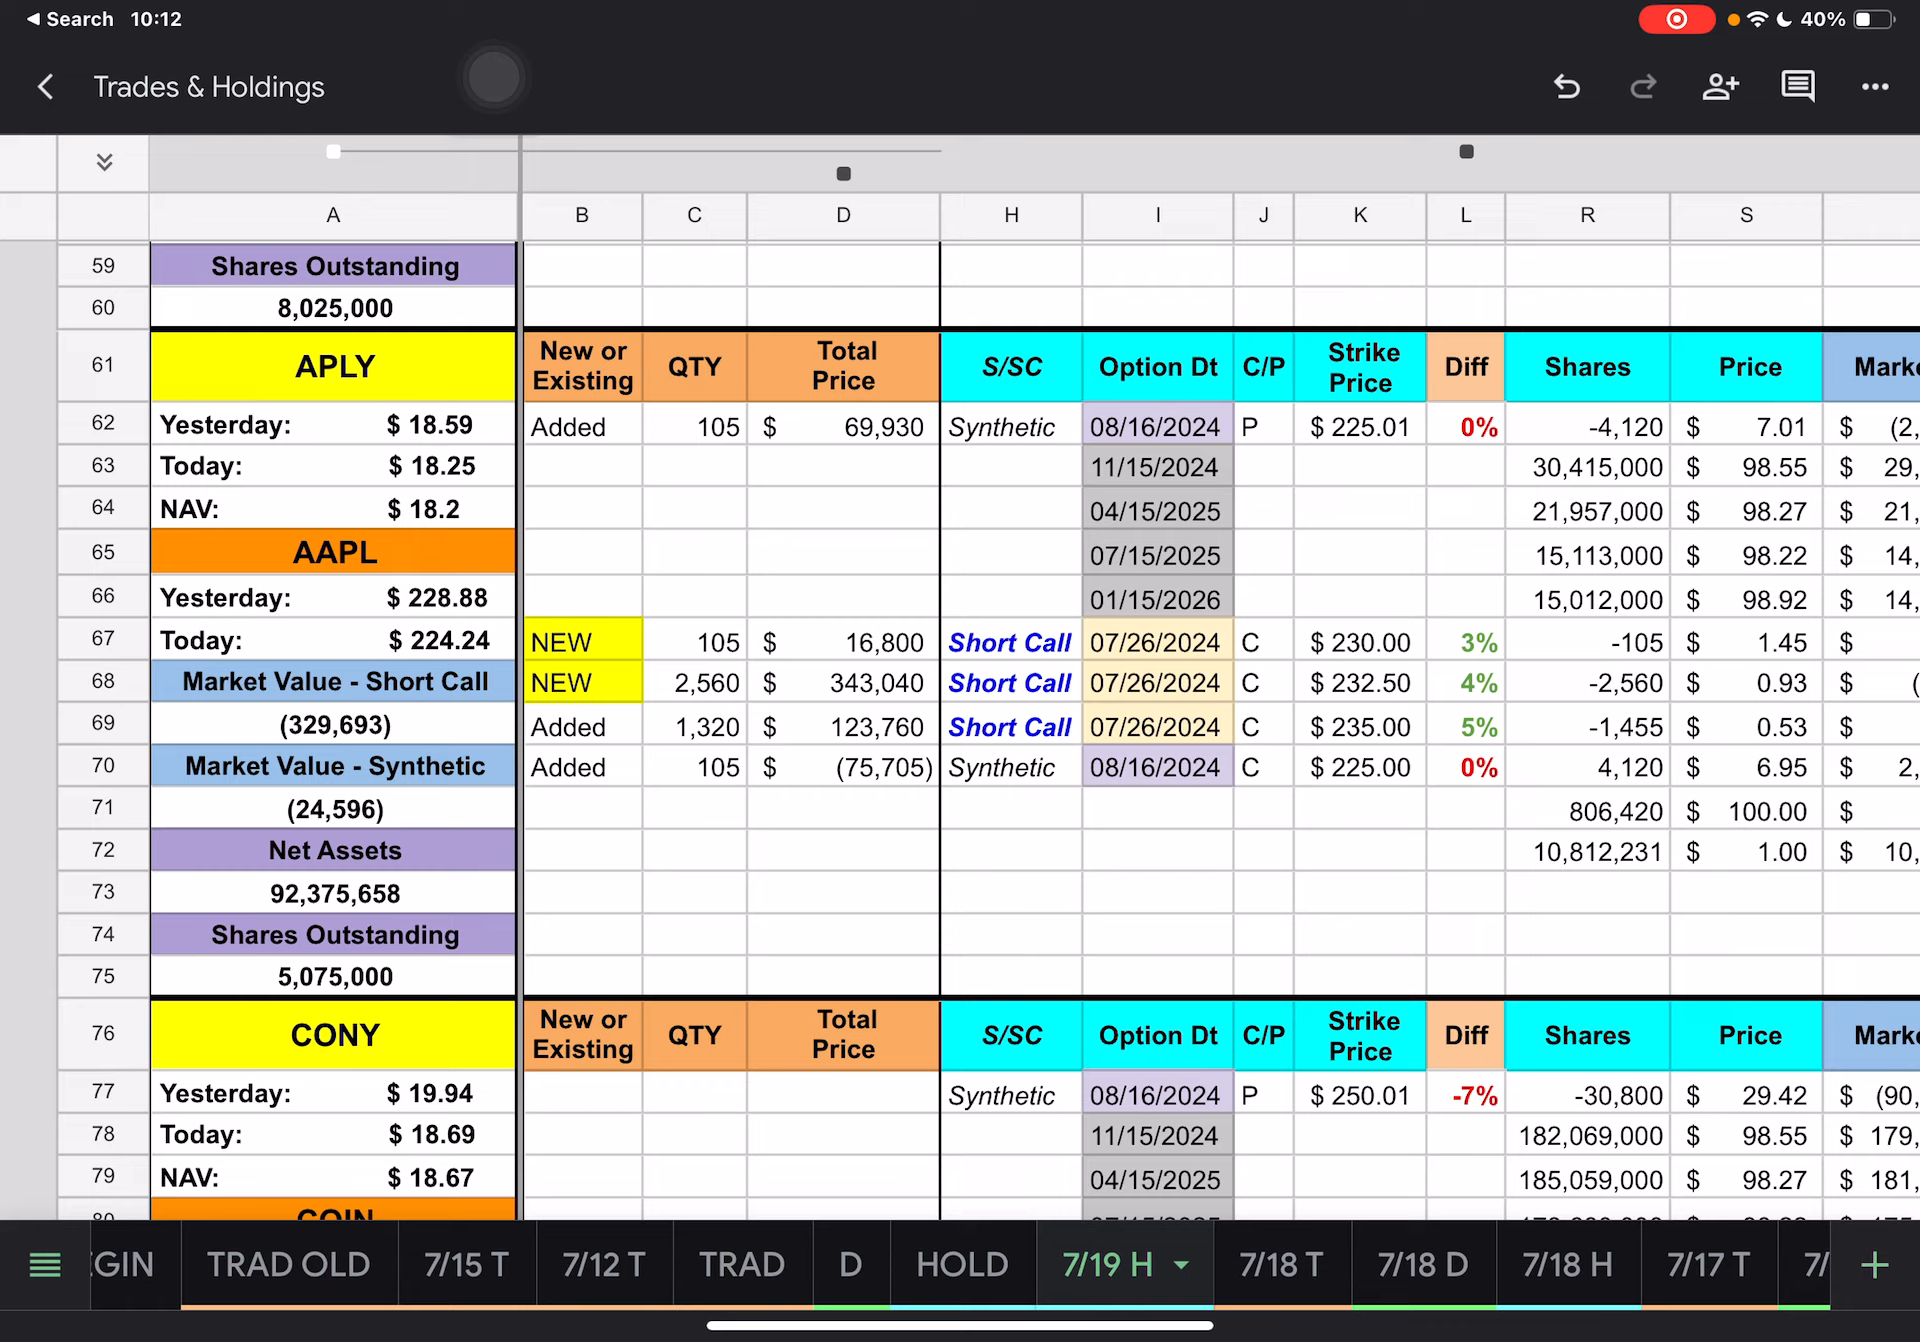 Search 10:12 40%
Trades & Holdings
A B C D H I J K L R S
59 Shares Outstanding
60 8,025,000
61 APLY New or Existing QTY Total Price S/SC Option Dt C/P Strike Price Diff Shares Price
62 Yesterday: $ 18.59 Added 105 $ 69,930 Synthetic 08/16/2024 P $ 225.01 0% -4,120 $ 7.01 $ (2,
63 Today: $ 18.25 11/15/2024 30,415,000 $ 98.55 $ 29,
64 NAV: $ 18.2 04/15/2025 21,957,000 $ 98.27 $ 21,
65 AAPL 07/15/2025 15,113,000 $ 98.22 $ 14,
66 Yesterday: $ 228.88 01/15/2026 15,012,000 $ 98.92 $ 14,
67 Today: $ 224.24 NEW 105 $ 16,800 Short Call 07/26/2024 C $ 230.00 3% -105 $ 1.45 $
68 Market Value - Short Call NEW 2,560 $ 343,040 Short Call 07/26/2024 C $ 232.50 4% -2,560 $ 0.93 $ (
69 (329,693) Added 1,320 $ 123,760 Short Call 07/26/2024 C $ 235.00 5% -1,455 $ 0.53 $
70 Market Value - Synthetic Added 105 $ (75,705) Synthetic 08/16/2024 C $ 225.00 0% 4,120 $ 6.95 $ 2,
71 (24,596) 806,420 $ 100.00 $
72 Net Assets 10,812,231 $ 1.00 $ 10,
73 92,375,658
74 Shares Outstanding
75 5,075,000
76 CONY New or Existing QTY Total Price S/SC Option Dt C/P Strike Price Diff Shares Price
77 Yesterday: $ 19.94 Synthetic 08/16/2024 P $ 250.01 -7% -30,800 $ 29.42 $ (90,
78 Today: $ 18.69 11/15/2024 182,069,000 $ 98.55 $ 179,
79 NAV: $ 18.67 04/15/2025 185,059,000 $ 98.27 $ 181,
80 COIN
TRAD OLD 7/15 T 7/12 T TRAD D HOLD 7/19 H 7/18 T 7/18 D 7/18 H 7/17 T 7/